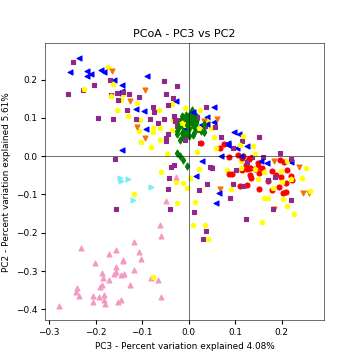 PCoA - PC3 vs PC2
PC2 - Percent variation explained 5.61%
0.2
0.1
0.0
−0.1
−0.2
−0.3
−0.4
−0.3 −0.2 −0.1 0.0 0.1 0.2
PC3 - Percent variation explained 4.08%